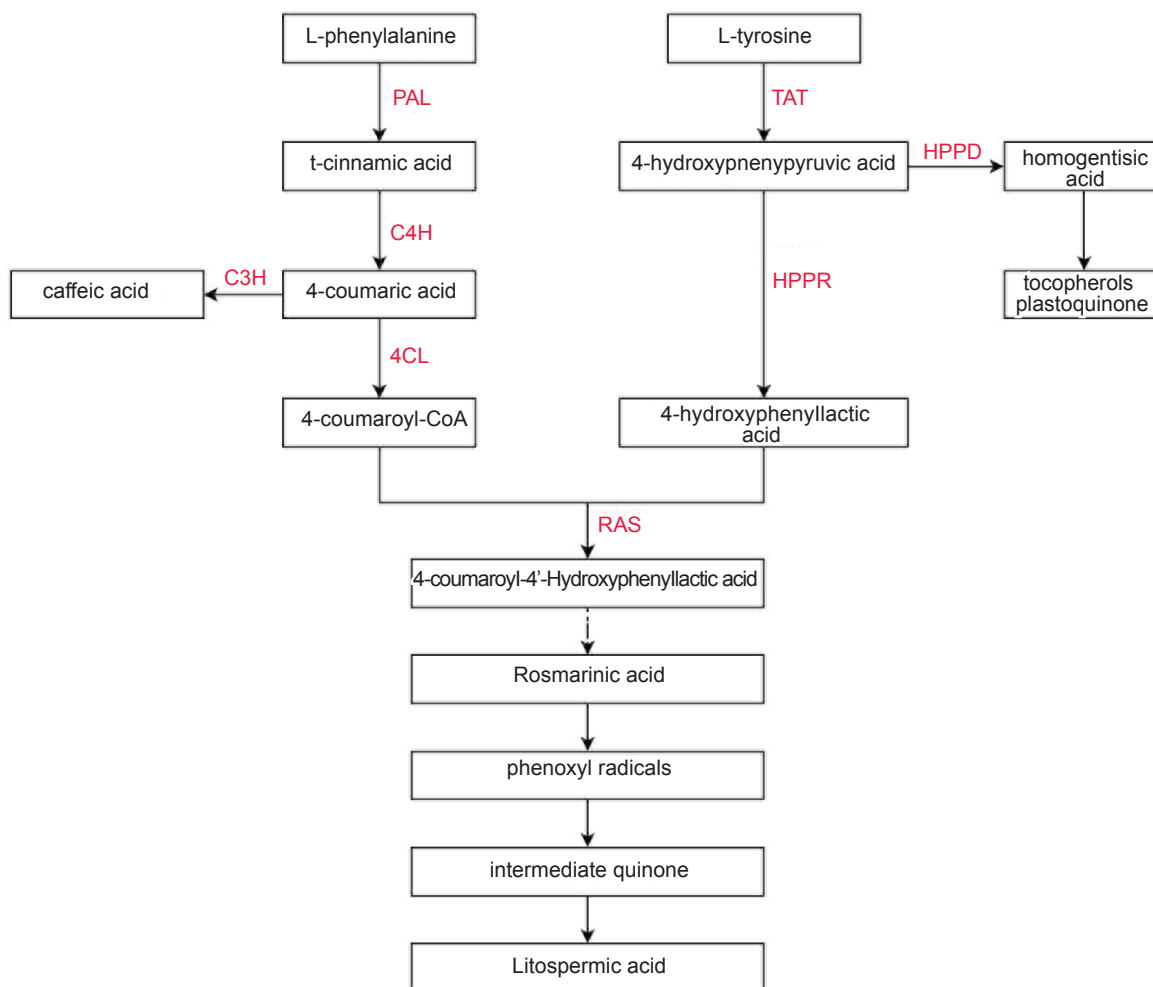 L-phenylalanine
L-tyrosine
PAL
TAT
t-cinnamic acid
4-hydroxypnenypyruvic acid
HPPD
homogentisic
acid
C4H
HPPR
caffeic acid
C3H
4-coumaric acid
tocopherols
plastoquinone
4CL
4-coumaroyl-CoA
4-hydroxyphenyllactic
acid
RAS
4-coumaroyl-4'-Hydroxyphenyllactic acid
Rosmarinic acid
phenoxyl radicals
intermediate quinone
Litospermic acid